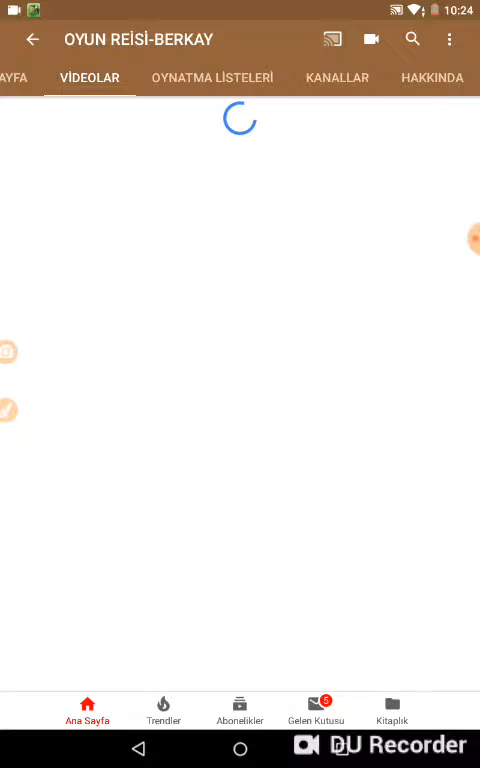 10:24
OYUN REİSİ-BERKAY
AYFA VİDEOLAR OYNATMA LİSTELERİ KANALLAR HAKKINDA
5
Ana Sayfa Trendler Abonelikler Gelen Kutusu Kitaplık
DU Recorder